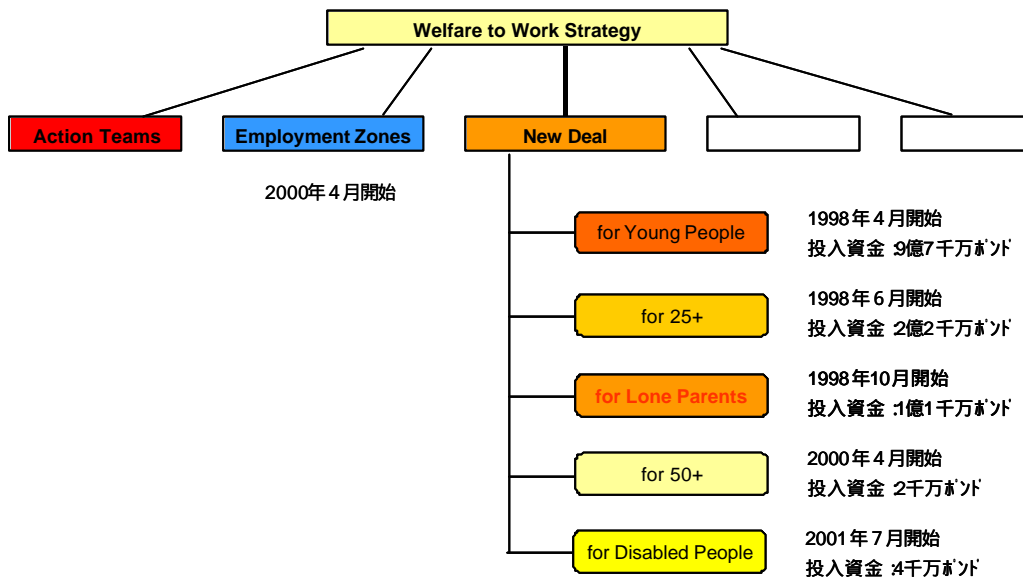 Welfare to Work Strategy
Action Teams
Employment Zones
New Deal
2000年4月開始
for Young People
1998年4月開始
投入資金:9億7千万ポンド
for 25+
1998年6月開始
投入資金:2億2千万ポンド
for Lone Parents
1998年10月開始
投入資金:1億1千万ポンド
for 50+
2000年4月開始
投入資金:2千万ポンド
for Disabled People
2001年7月開始
投入資金:4千万ポンド